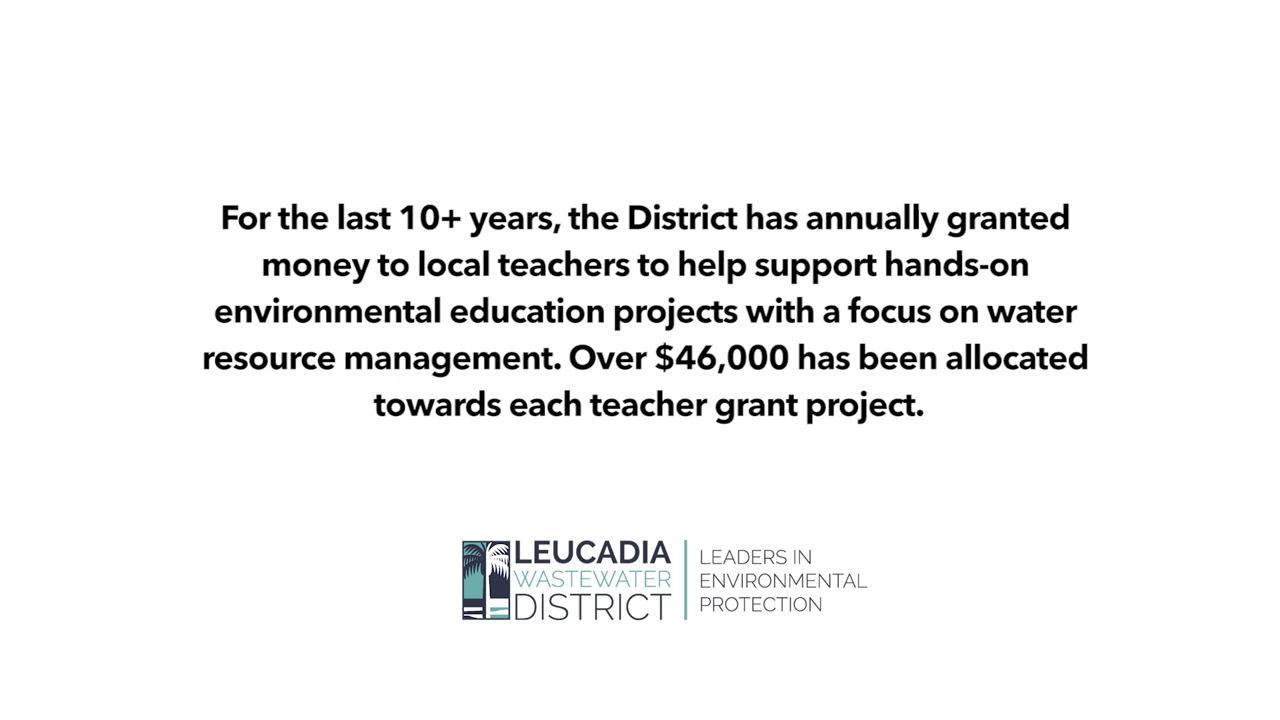 For the last 10+ years, the District has annually granted
money to local teachers to help support hands-on
environmental education projects with a focus on water
resource management. Over $46,000 has been allocated
towards each teacher grant project.
LEUCADIA
WASTEWATER
DISTRICT
LEADERS IN
ENVIRONMENTAL
PROTECTION